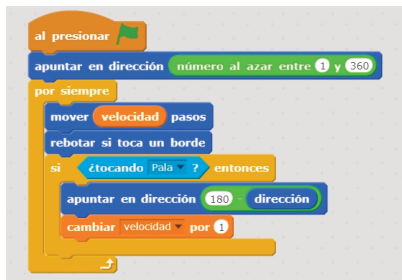 al presionar
apuntar en dirección número al azar entre 1 y 360
por siempre
mover velocidad pasos
rebotar si toca un borde
si ¿tocando Pala ? entonces
apuntar en dirección 180 - dirección
cambiar velocidad por 1